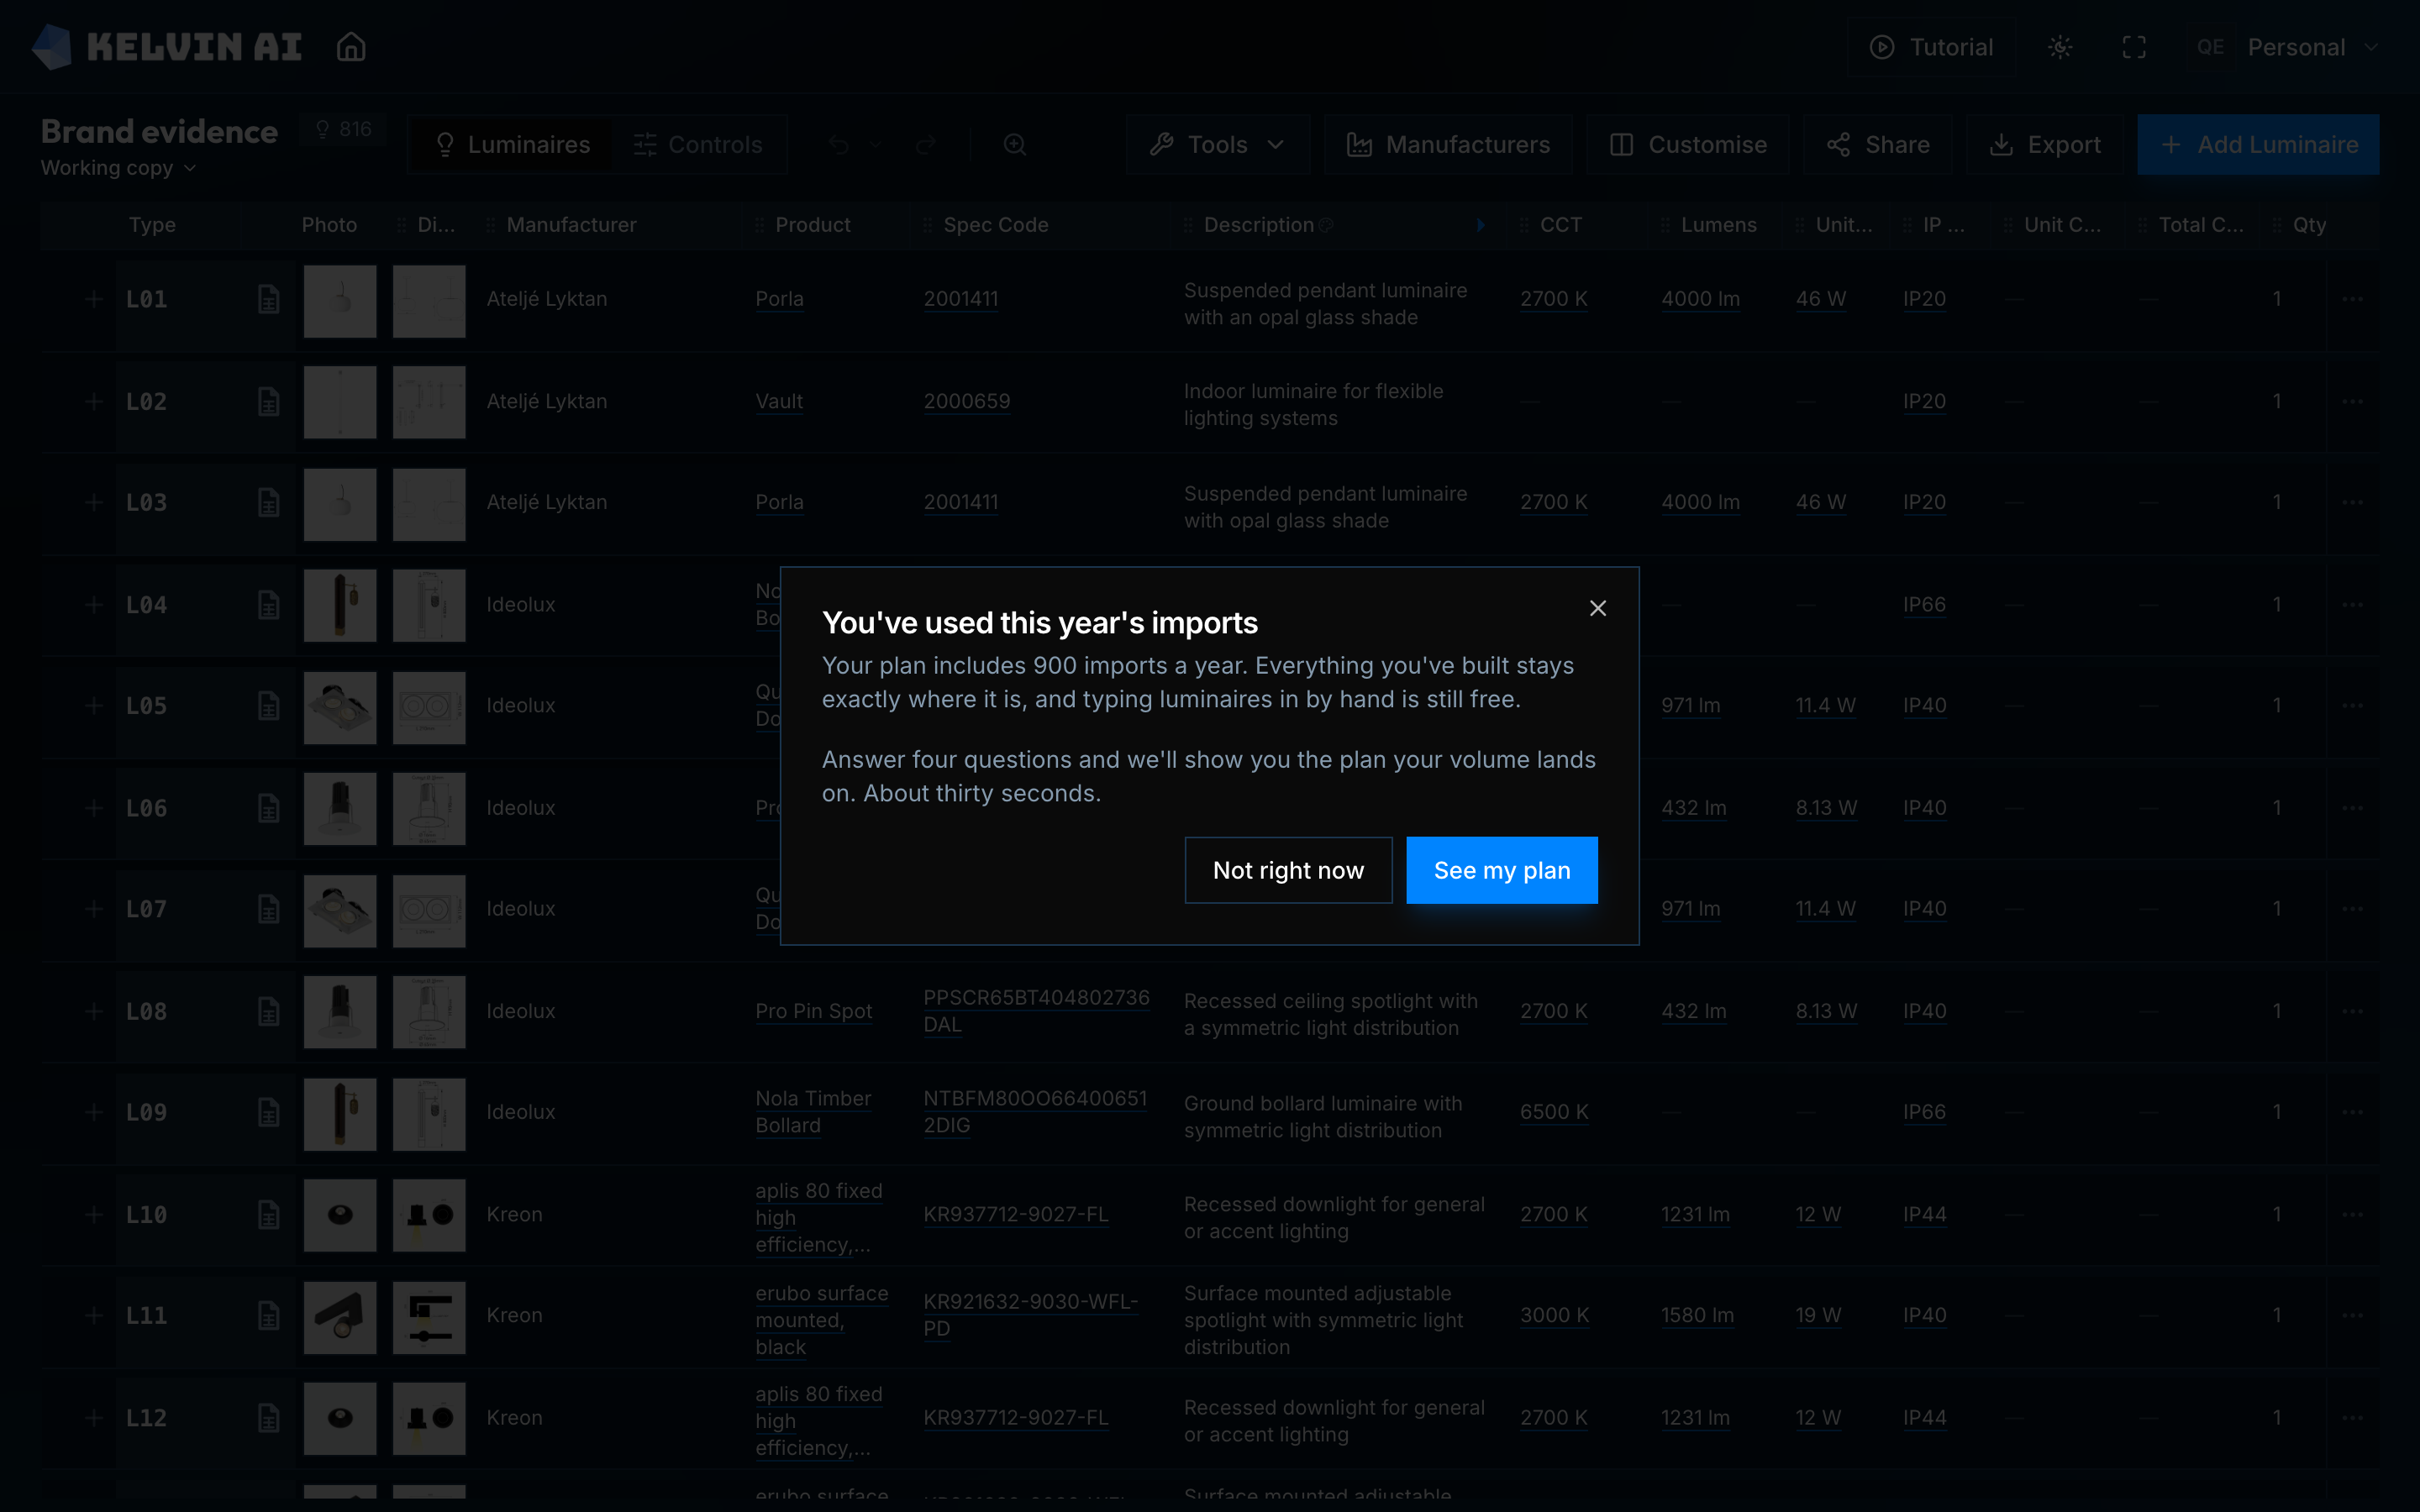 KELVIN AI
Tutorial
QE Personal
Brand evidence
816
Working copy
Luminaires
Controls
Tools
Manufacturers
Customise
Share
Export
Add Luminaire
Type Photo Di... Manufacturer Product Spec Code Description CCT Lumens Unit... IP ... Unit C... Total C... Qty
L01 Ateljé Lyktan Porla 2001411 Suspended pendant luminaire 2700 K 4000 lm 46 W IP20 — — 1
with an opal glass shade
L02 Ateljé Lyktan Vault 2000659 Indoor luminaire for flexible — — — IP20 — — 1
lighting systems
L03 Ateljé Lyktan Porla 2001411 Suspended pendant luminaire 2700 K 4000 lm 46 W IP20 — — 1
with opal glass shade
L04 Ideolux No — — IP66 — — 1
Bo
L05 Ideolux Qu 971 lm 11.4 W IP40 — — 1
Do
L06 Ideolux Pro 432 lm 8.13 W IP40 — — 1
L07 Ideolux Qu 971 lm 11.4 W IP40 — — 1
Do
You've used this year's imports
Your plan includes 900 imports a year. Everything you've built stays
exactly where it is, and typing luminaires in by hand is still free.
Answer four questions and we'll show you the plan your volume lands
on. About thirty seconds.
Not right now
See my plan
L08 Ideolux Pro Pin Spot PPSCR65BT404802736 Recessed ceiling spotlight with 2700 K 432 lm 8.13 W IP40 — — 1
DAL a symmetric light distribution
L09 Ideolux Nola Timber NTBFM80OO66400651 Ground bollard luminaire with 6500 K — — IP66 — — 1
Bollard 2DIG symmetric light distribution
L10 Kreon aplis 80 fixed KR937712-9027-FL Recessed downlight for general 2700 K 1231 lm 12 W IP44 — — 1
high or accent lighting
efficiency,...
L11 Kreon erubo surface KR921632-9030-WFL- Surface mounted adjustable 3000 K 1580 lm 19 W IP40 — — 1
mounted, PD spotlight with symmetric light
black distribution
L12 Kreon aplis 80 fixed KR937712-9027-FL Recessed downlight for general 2700 K 1231 lm 12 W IP44 — — 1
high or accent lighting
efficiency,...
erubo surface Surface mounted adjustable